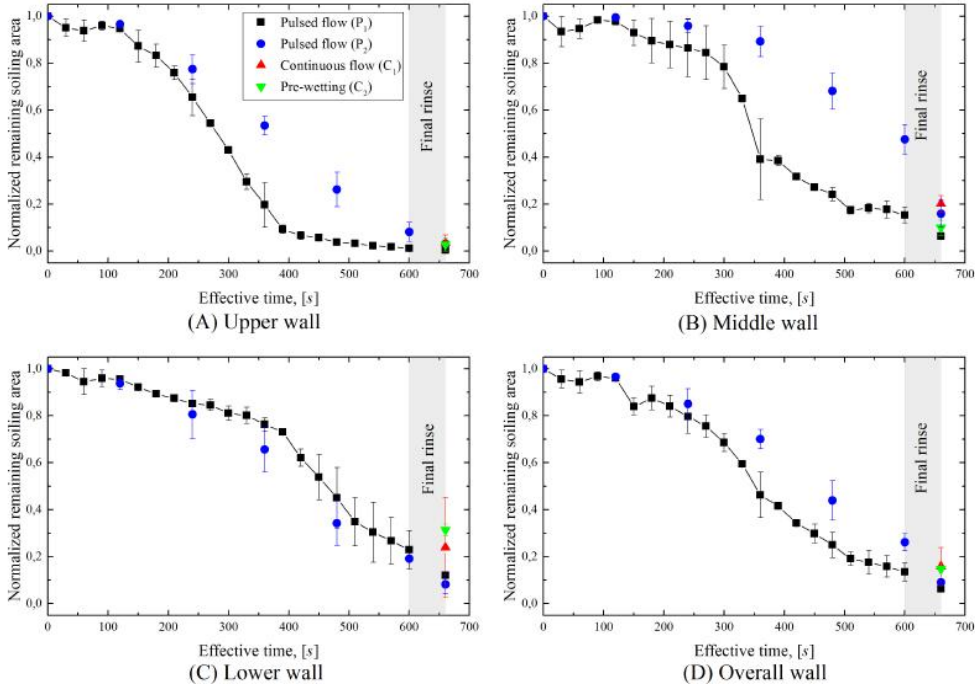 Pulsed flow (P₁)
Pulsed flow (P₂)
Continuous flow (C₁)
Pre-wetting (C₂)
Normalized remaining soiling area
1,0
0,8
0,6
0,4
0,2
0,0
Final rinse
0 100 200 300 400 500 600 700
Effective time, [s]
(A) Upper wall
Normalized remaining soiling area
1,0
0,8
0,6
0,4
0,2
0,0
Final rinse
0 100 200 300 400 500 600 700
Effective time, [s]
(B) Middle wall
Normalized remaining soiling area
1,0
0,8
0,6
0,4
0,2
0,0
Final rinse
0 100 200 300 400 500 600 700
Effective time, [s]
(C) Lower wall
Normalized remaining soiling area
1,0
0,8
0,6
0,4
0,2
0,0
Final rinse
0 100 200 300 400 500 600 700
Effective time, [s]
(D) Overall wall